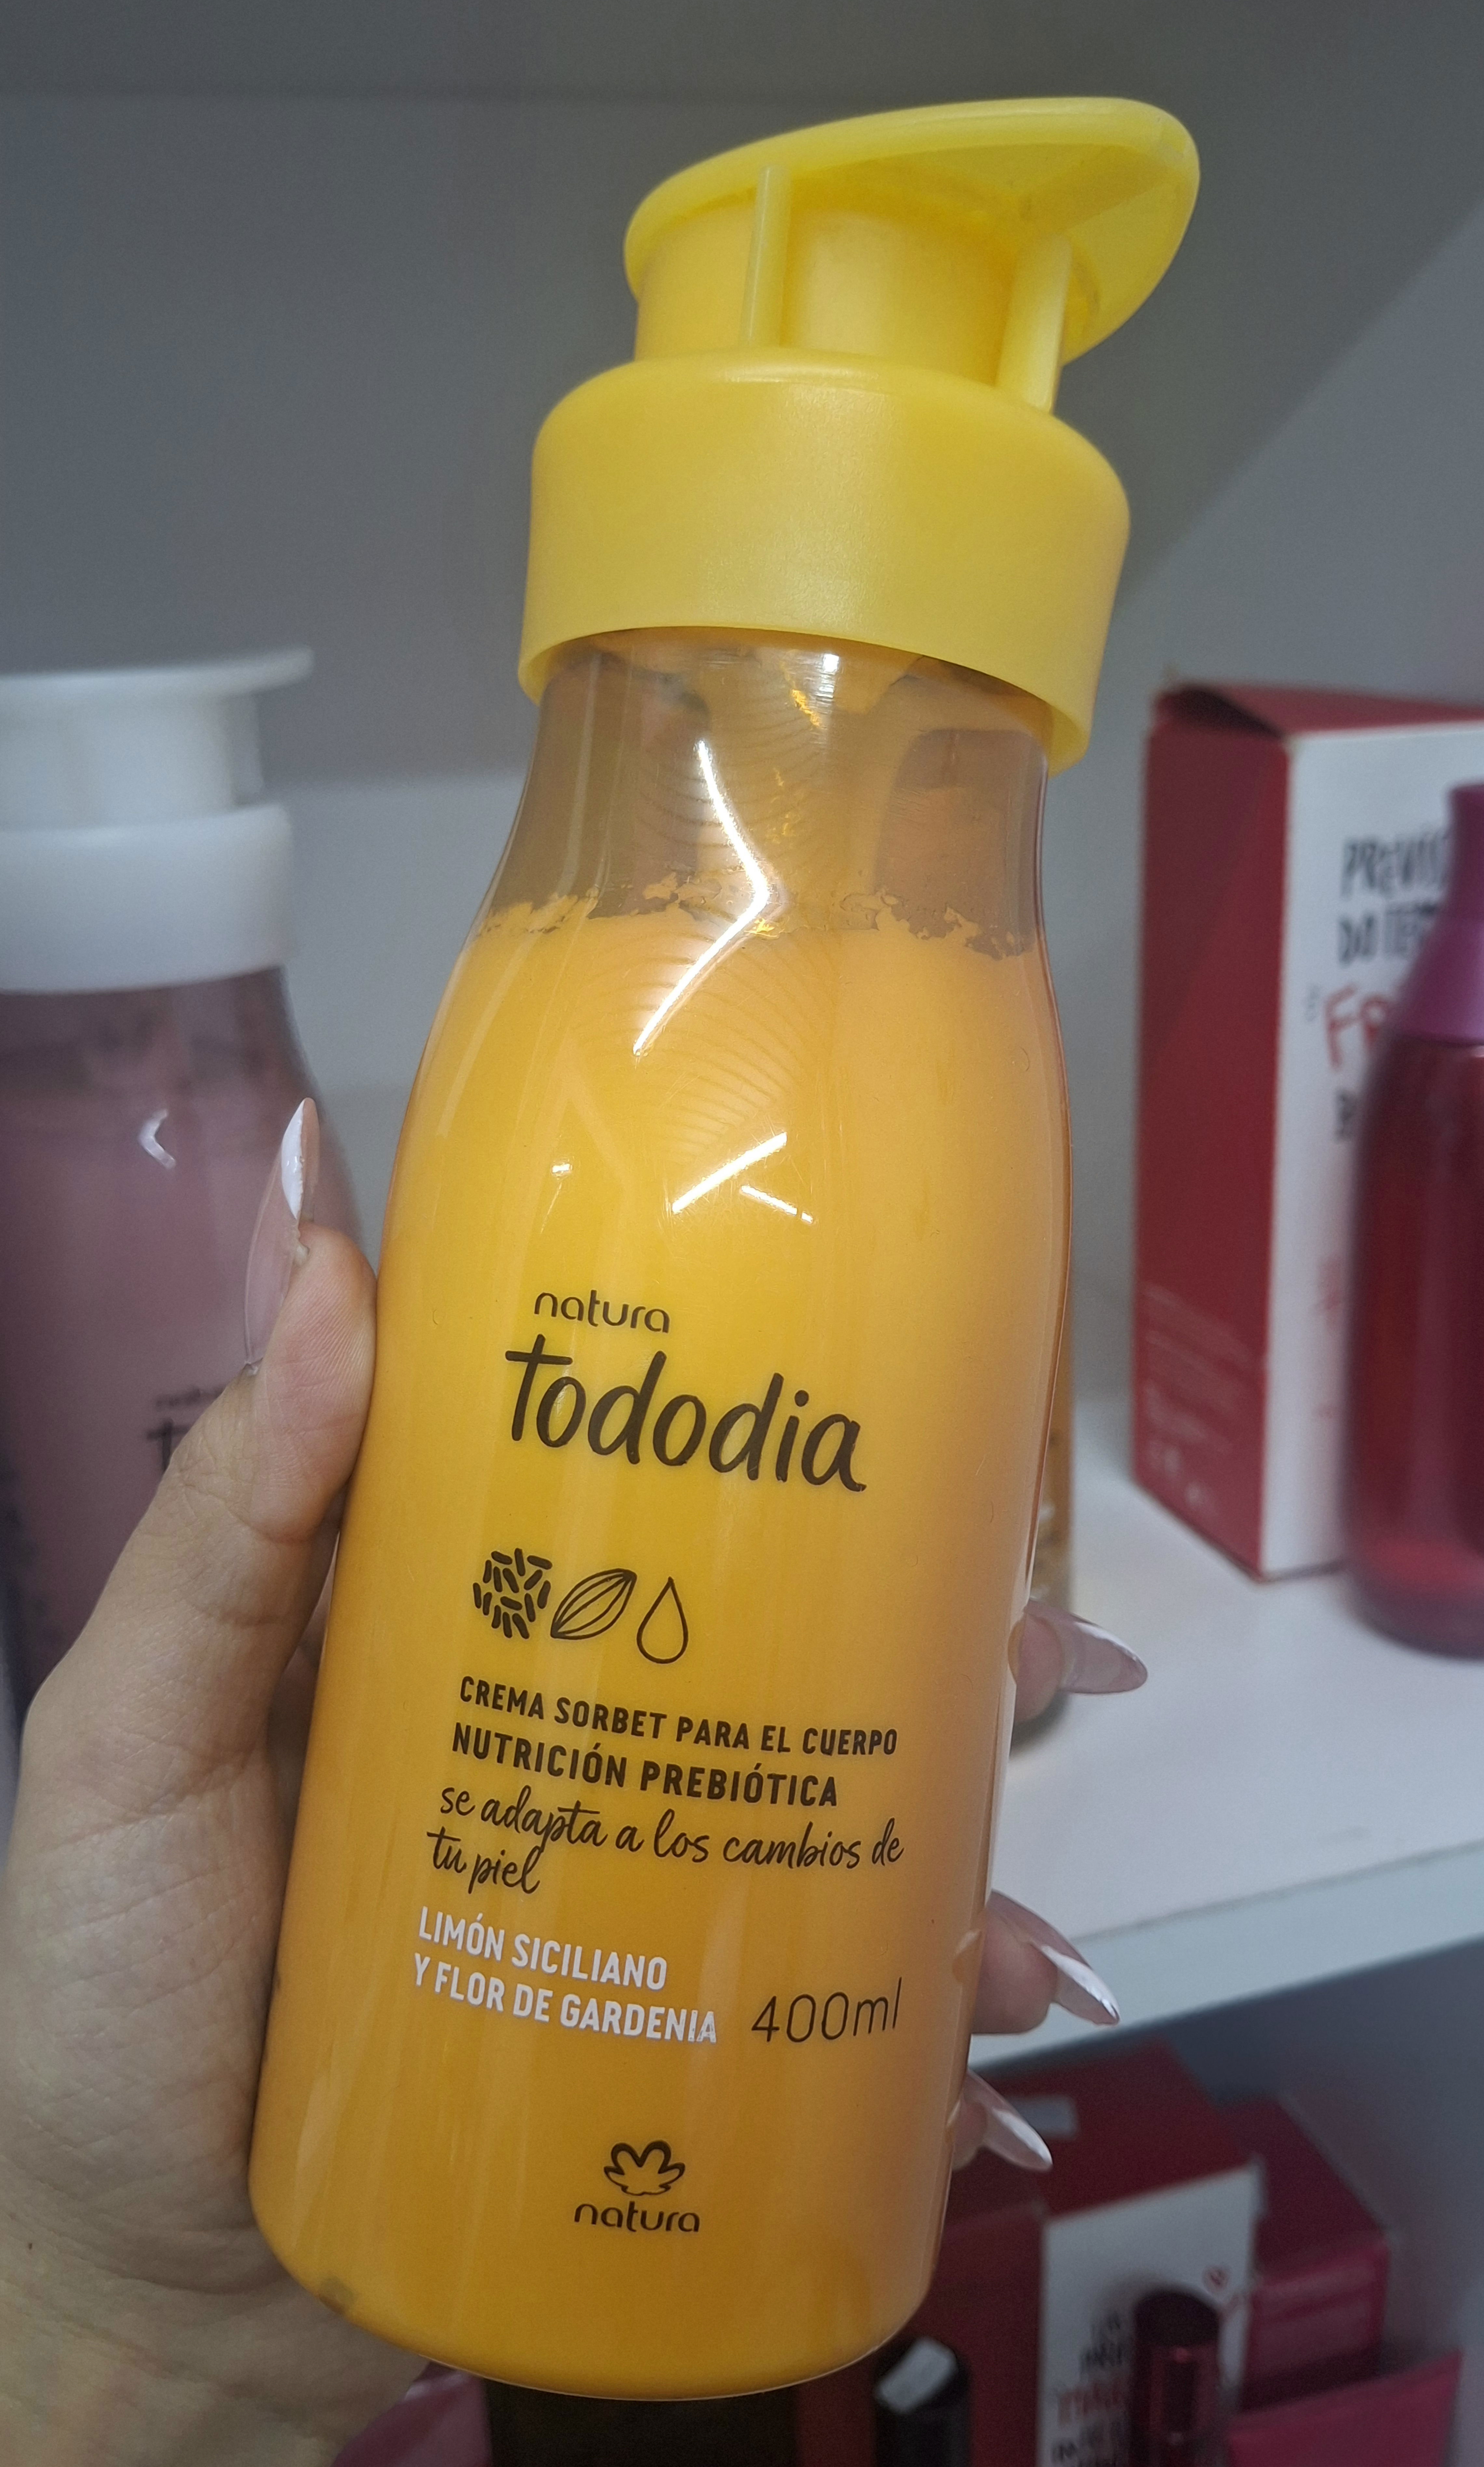 natura
tododia
CREMA SORBET PARA EL CUERPO
NUTRICIÓN PREBIÓTICA
se adapta a los cambios de
tu piel
LIMÓN SICILIANO
Y FLOR DE GARDENIA
400ml
natura